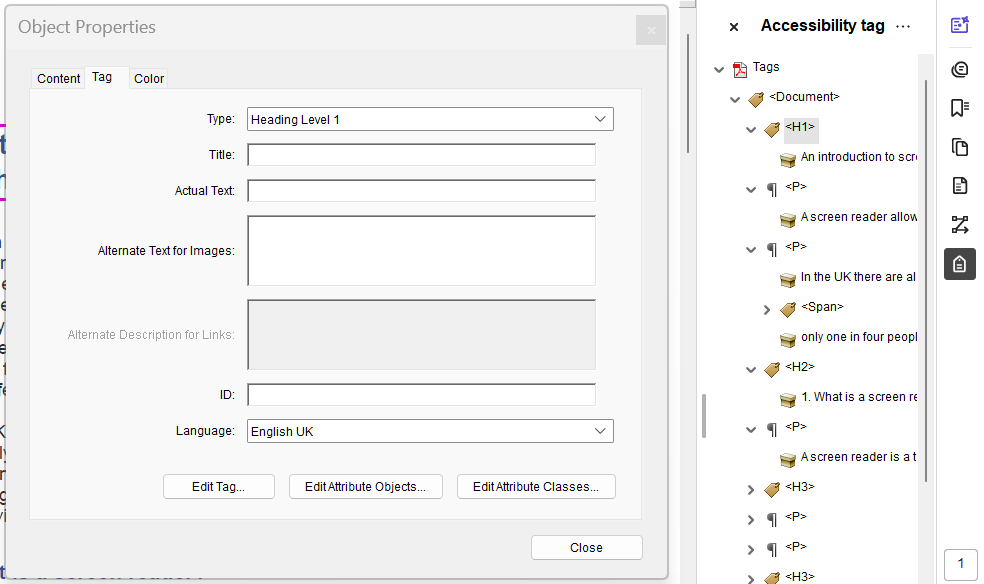 Object Properties
Content Tag Color
Type: Heading Level 1
Title:
Actual Text:
Alternate Text for Images:
Alternate Description for Links:
ID:
Language: English UK
Edit Tag... Edit Attribute Objects... Edit Attribute Classes...
Close
Accessibility tag ...
Tags
<Document>
<H1>
An introduction to scr
<P>
A screen reader allow
<P>
In the UK there are al
<Span>
only one in four peopl
<H2>
1. What is a screen re
<P>
A screen reader is a t
<H3>
<P>
<P>
<H3>
1